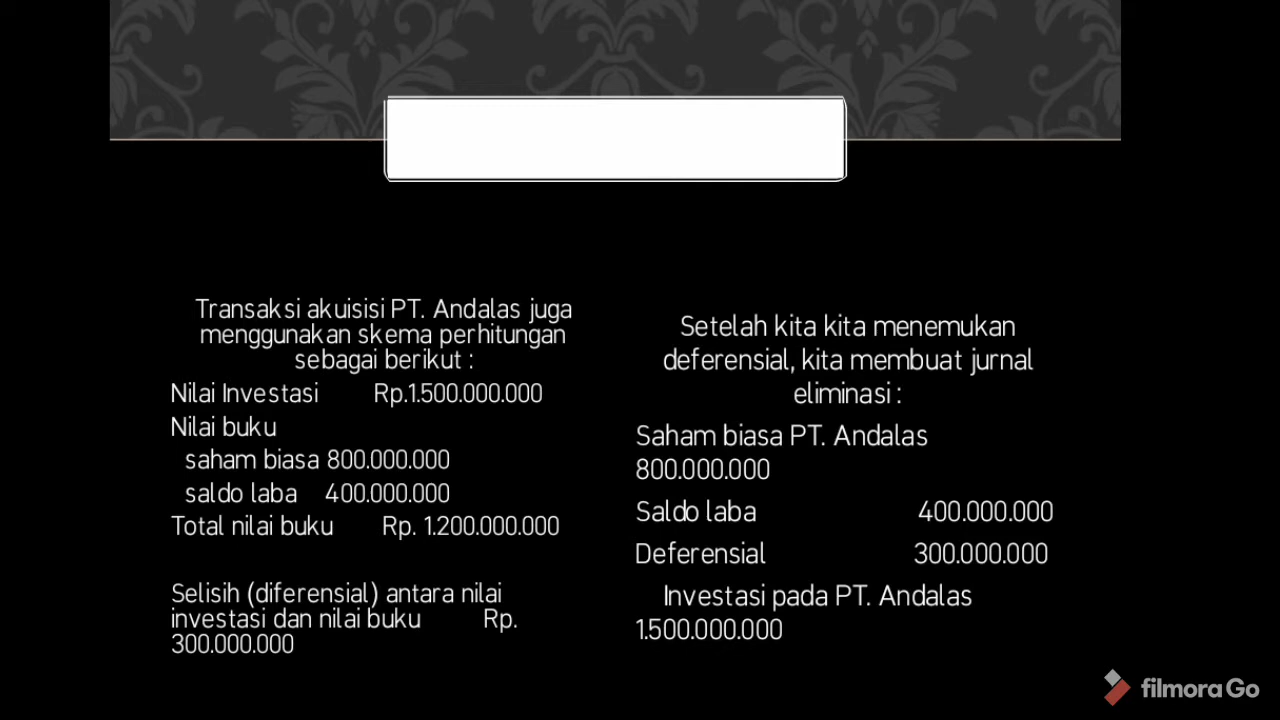 Transaksi akuisisi PT. Andalas juga
menggunakan skema perhitungan
sebagai berikut :
Nilai Investasi Rp.1.500.000.000
Nilai buku
saham biasa 800.000.000
saldo laba 400.000.000
Total nilai buku Rp. 1.200.000.000
Selisih (diferensial) antara nilai
investasi dan nilai buku Rp.
300.000.000
Setelah kita kita menemukan
deferensial, kita membuat jurnal
eliminasi :
Saham biasa PT. Andalas
800.000.000
Saldo laba 400.000.000
Deferensial 300.000.000
Investasi pada PT. Andalas
1.500.000.000
filmora Go